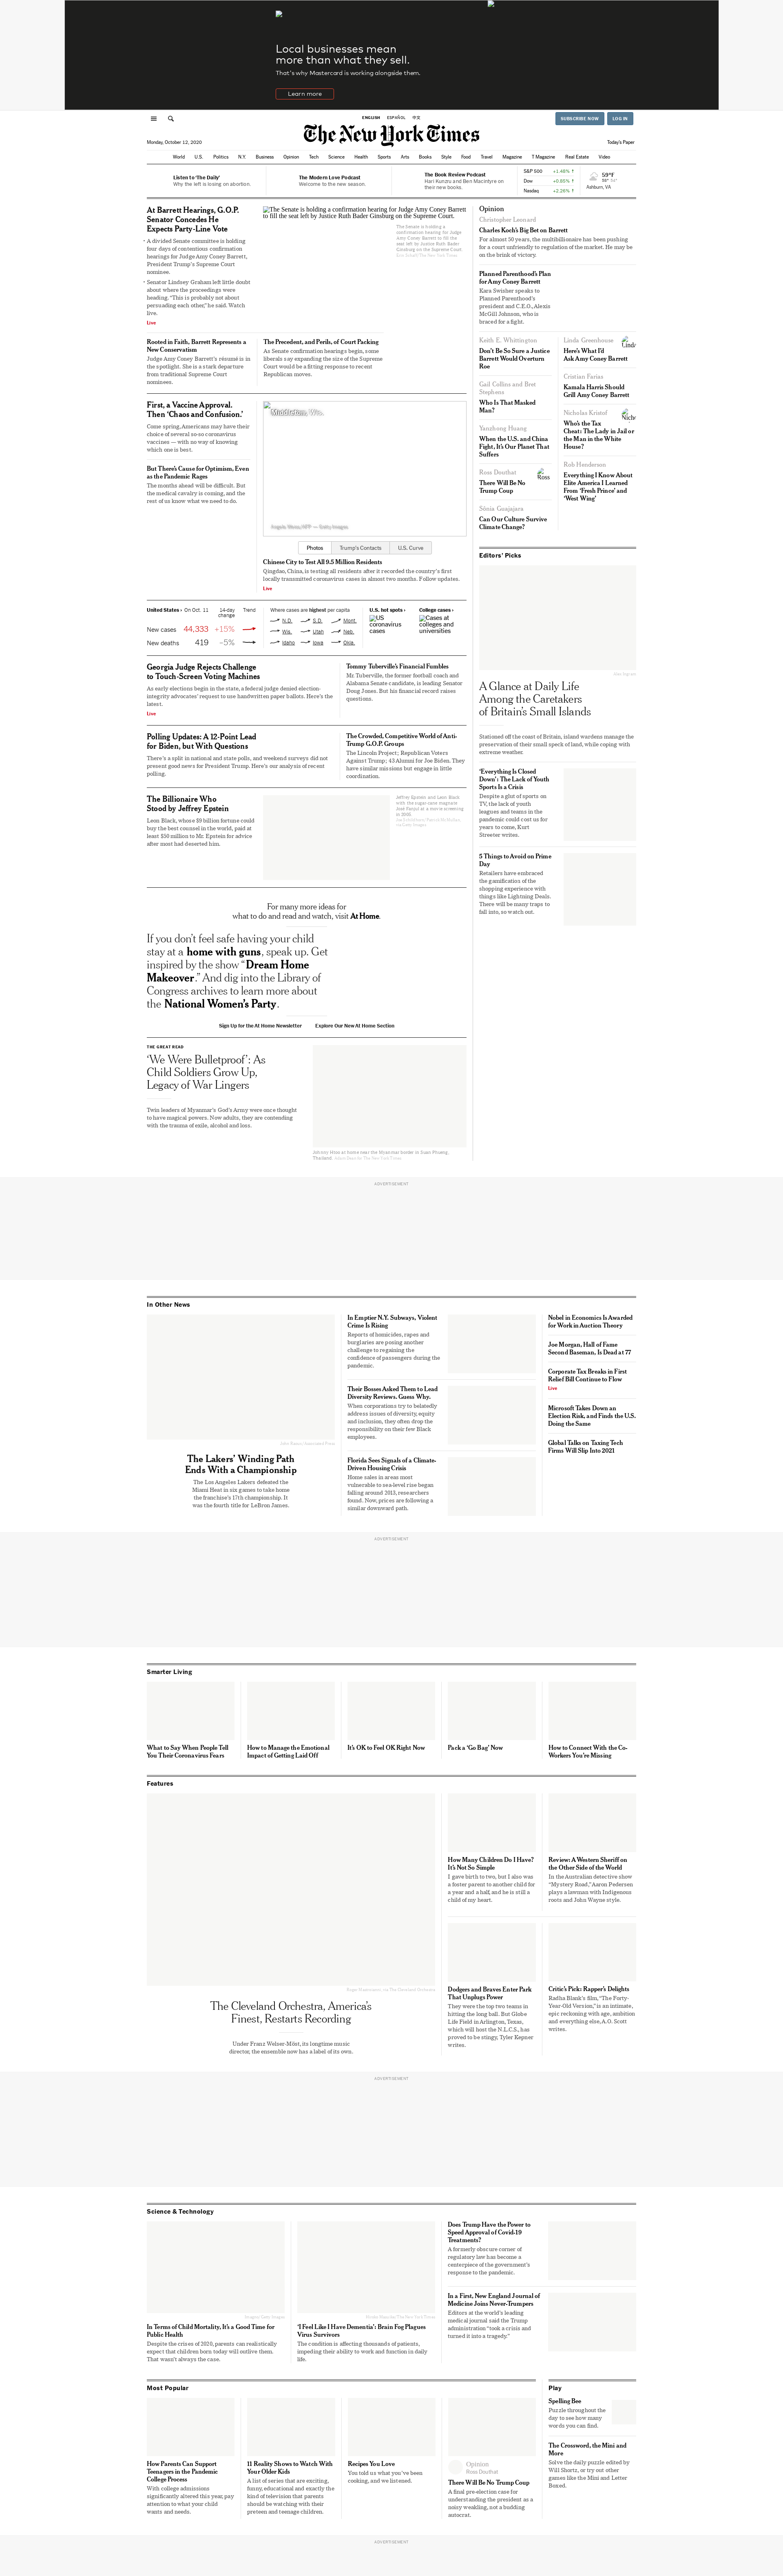 Local businesses mean
more than what they sell.
That's why Mastercard is working alongside them.
Learn more
ENGLISH ESPAÑOL 中文
SUBSCRIBE NOW LOG IN
The New York Times
Monday, October 12, 2020
Today's Paper
World U.S. Politics N.Y. Business Opinion Tech Science Health Sports Arts Books Style Food Travel Magazine T Magazine Real Estate Video
Listen to 'The Daily'
Why the left is losing on abortion.
The Modern Love Podcast
Welcome to the new season.
The Book Review Podcast
Hari Kunzru and Ben Macintyre on
their new books.
S&P 500 +1.48%
Dow +0.85%
Nasdaq +2.26%
59°F
Ashburn, VA
At Barrett Hearings, G.O.P.
Senator Concedes He
Expects Party-Line Vote
A divided Senate committee is holding
four days of contentious confirmation
hearings for Judge Amy Coney Barrett,
President Trump's Supreme Court
nominee.
Senator Lindsey Graham left little doubt
about where the proceedings were
heading. "This is probably not about
persuading each other," he said. Watch
live.
Live
The Senate is holding a confirmation hearing for Judge Amy Coney Barrett
to fill the seat left by Justice Ruth Bader Ginsburg on the Supreme Court.
The Senate is holding a
confirmation hearing for Judge
Amy Coney Barrett to fill the
seat left by Justice Ruth Bader
Ginsburg on the Supreme Court.
Rooted in Faith, Barrett Represents a
New Conservatism
Judge Amy Coney Barrett's résumé is in
the spotlight. She is a stark departure
from traditional Supreme Court
nominees.
The Precedent, and Perils, of Court Packing
As Senate confirmation hearings begin, some
liberals say expanding the size of the Supreme
Court would be a fitting response to recent
Republican moves.
First, a Vaccine Approval.
Then 'Chaos and Confusion.'
Come spring, Americans may have their
choice of several so-so coronavirus
vaccines — with no way of knowing
which one is best.
But There's Cause for Optimism, Even
as the Pandemic Rages
The months ahead will be difficult. But
the medical cavalry is coming, and the
rest of us know what we need to do.
Photos Trump's Contacts U.S. Curve
Chinese City to Test All 9.5 Million Residents
Qingdao, China, is testing all residents after it recorded the country's first
locally transmitted coronavirus cases in almost two months. Follow updates.
Live
United States › On Oct. 11 14-day
change Trend
New cases 44,333 +15%
New deaths 419 –5%
Where cases are highest per capita
N.D. S.D. Mont.
Wis. Utah Neb.
Idaho Iowa Okla.
U.S. hot spots ›
US
coronavirus
cases
College cases ›
Cases at
colleges and
universities
Georgia Judge Rejects Challenge
to Touch-Screen Voting Machines
As early elections begin in the state, a federal judge denied election-
integrity advocates' request to use handwritten paper ballots. Here's the
latest.
Live
Tommy Tuberville's Financial Fumbles
Mr. Tuberville, the former football coach and
Alabama Senate candidate, is leading Senator
Doug Jones. But his financial record raises
questions.
Polling Updates: A 12-Point Lead
for Biden, but With Questions
There's a split in national and state polls, and weekend surveys did not
present good news for President Trump. Here's our analysis of recent
polling.
The Crowded, Competitive World of Anti-
Trump G.O.P. Groups
The Lincoln Project; Republican Voters
Against Trump; 43 Alumni for Joe Biden. They
have similar missions but engage in little
coordination.
The Billionaire Who
Stood by Jeffrey Epstein
Leon Black, whose $9 billion fortune could
buy the best counsel in the world, paid at
least $50 million to Mr. Epstein for advice
after most had deserted him.
Jeffrey Epstein and Leon Black
with the sugar-cane magnate
José Fanjul at a movie screening
in 2005.
For many more ideas for
what to do and read and watch, visit At Home.
If you don't feel safe having your child
stay at a home with guns, speak up. Get
inspired by the show "Dream Home
Makeover." And dig into the Library of
Congress archives to learn more about
the National Women's Party.
Sign Up for the At Home Newsletter Explore Our New At Home Section
THE GREAT READ
'We Were Bulletproof': As
Child Soldiers Grow Up,
Legacy of War Lingers
Twin leaders of Myanmar's God's Army were once thought
to have magical powers. Now adults, they are contending
with the trauma of exile, alcohol and loss.
Johnny Htoo at home near the Myanmar border in Suan Phueng,
Thailand.
Opinion
Christopher Leonard
Charles Koch's Big Bet on Barrett
For almost 50 years, the multibillionaire has been pushing
for a court unfriendly to regulation of the market. He may be
on the brink of victory.
Planned Parenthood's Plan
for Amy Coney Barrett
Kara Swisher speaks to
Planned Parenthood's
president and C.E.O., Alexis
McGill Johnson, who is
braced for a fight.
Keith E. Whittington
Don't Be So Sure a Justice
Barrett Would Overturn
Roe
Gail Collins and Bret
Stephens
Who Is That Masked
Man?
Yanzhong Huang
When the U.S. and China
Fight, It's Our Planet That
Suffers
Ross Douthat
There Will Be No
Trump Coup
Sônia Guajajara
Can Our Culture Survive
Climate Change?
Linda Greenhouse
Here's What I'd
Ask Amy Coney Barrett
Cristian Farias
Kamala Harris Should
Grill Amy Coney Barrett
Nicholas Kristof
Who's the Tax
Cheat: The Lady in Jail or
the Man in the White
House?
Rob Henderson
Everything I Know About
Elite America I Learned
From 'Fresh Prince' and
'West Wing'
Editors' Picks
A Glance at Daily Life
Among the Caretakers
of Britain's Small Islands
Stationed off the coast of Britain, island wardens manage the
preservation of their small speck of land, while coping with
extreme weather.
'Everything Is Closed
Down': The Lack of Youth
Sports Is a Crisis
Despite a glut of sports on
TV, the lack of youth
leagues and teams in the
pandemic could cost us for
years to come, Kurt
Streeter writes.
5 Things to Avoid on Prime
Day
Retailers have embraced
the gamification of the
shopping experience with
things like Lightning Deals.
There will be many traps to
fall into, so watch out.
ADVERTISEMENT
In Other News
The Lakers' Winding Path
Ends With a Championship
The Los Angeles Lakers defeated the
Miami Heat in six games to take home
the franchise's 17th championship. It
was the fourth title for LeBron James.
In Emptier N.Y. Subways, Violent
Crime Is Rising
Reports of homicides, rapes and
burglaries are posing another
challenge to regaining the
confidence of passengers during the
pandemic.
Their Bosses Asked Them to Lead
Diversity Reviews. Guess Why.
When corporations try to belatedly
address issues of diversity, equity
and inclusion, they often drop the
responsibility on their few Black
employees.
Florida Sees Signals of a Climate-
Driven Housing Crisis
Home sales in areas most
vulnerable to sea-level rise began
falling around 2013, researchers
found. Now, prices are following a
similar downward path.
Nobel in Economics Is Awarded
for Work in Auction Theory
Joe Morgan, Hall of Fame
Second Baseman, Is Dead at 77
Corporate Tax Breaks in First
Relief Bill Continue to Flow
Live
Microsoft Takes Down an
Election Risk, and Finds the U.S.
Doing the Same
Global Talks on Taxing Tech
Firms Will Slip Into 2021
ADVERTISEMENT
Smarter Living
What to Say When People Tell
You Their Coronavirus Fears
How to Manage the Emotional
Impact of Getting Laid Off
It's OK to Feel OK Right Now
Pack a 'Go Bag' Now
How to Connect With the Co-
Workers You're Missing
Features
The Cleveland Orchestra, America's
Finest, Restarts Recording
Under Franz Welser-Möst, its longtime music
director, the ensemble now has a label of its own.
How Many Children Do I Have?
It's Not So Simple
I gave birth to two, but I also was
a foster parent to another child for
a year and a half, and he is still a
child of my heart.
Review: A Western Sheriff on
the Other Side of the World
In the Australian detective show
"Mystery Road," Aaron Pedersen
plays a lawman with Indigenous
roots and John Wayne style.
Dodgers and Braves Enter Park
That Unplugs Power
They were the top two teams in
hitting the long ball. But Globe
Life Field in Arlington, Texas,
which will host the N.L.C.S., has
proved to be stingy, Tyler Kepner
writes.
Critic's Pick: Rapper's Delights
Radha Blank's film, "The Forty-
Year-Old Version," is an intimate,
epic reckoning with age, ambition
and everything else, A.O. Scott
writes.
ADVERTISEMENT
Science & Technology
In Terms of Child Mortality, It's a Good Time for
Public Health
Despite the crises of 2020, parents can realistically
expect that children born today will outlive them.
That wasn't always the case.
'I Feel Like I Have Dementia': Brain Fog Plagues
Virus Survivors
The condition is affecting thousands of patients,
impeding their ability to work and function in daily
life.
Does Trump Have the Power to
Speed Approval of Covid-19
Treatments?
A formerly obscure corner of
regulatory law has become a
centerpiece of the government's
response to the pandemic.
In a First, New England Journal of
Medicine Joins Never-Trumpers
Editors at the world's leading
medical journal said the Trump
administration "took a crisis and
turned it into a tragedy."
Most Popular
How Parents Can Support
Teenagers in the Pandemic
College Process
With college admissions
significantly altered this year, pay
attention to what your child
wants and needs.
11 Reality Shows to Watch With
Your Older Kids
A list of series that are exciting,
funny, educational and exactly the
kind of television that parents
should be watching with their
preteen and teenage children.
Recipes You Love
You told us what you've been
cooking, and we listened.
Opinion
Ross Douthat
There Will Be No Trump Coup
A final pre-election case for
understanding the president as a
noisy weakling, not a budding
autocrat.
Play
Spelling Bee
Puzzle throughout the
day to see how many
words you can find.
The Crossword, the Mini and
More
Solve the daily puzzle edited by
Will Shortz, or try out other
games like the Mini and Letter
Boxed.
ADVERTISEMENT